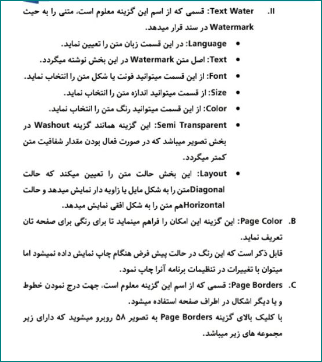 II. Text Water: قسمی که از اسم این گزینه معلوم است، متنی را به حیث
Watermark در سند قرار میدهد.
• Language: در این قسمت زبان متن را تعیین نماید.
• Text: اصل متن Watermark در این بخش نوشته میگردد.
• Font: از این قسمت میتوانید فونت یا شکل متن را انتخاب نماید.
• Size: از قسمت میتوانید اندازه متن را انتخاب نماید.
• Color: از این قسمت میتوانید رنگ متن را انتخاب نماید.
• Semi Transparent: این گزینه همانند گزینه Washout در
بخش تصویر میباشد که در صورت فعال بودن مقدار شفافیت متن
کمتر میگردد.
• Layout: این بخش حالت متن را تعیین میکند که حالت
Diagonalمتن را به شکل مایل یا زاویه دار نمایش میدهد و حالت
Horizontalهم متن را به شکل افقی نمایش میدهد.
B. Page Color: این گزینه این امکان را فراهم مینماید تا برای رنگی برای صفحه تان
تعریف نماید.
قابل ذکر است که این رنگ در حالت پیش فرض هنگام چاپ نمایش داده نمیشود اما
میتوان با تغییرات در تنظیمات برنامه آنرا چاپ نمود.
C. Page Borders: قسمی که از اسم این گزینه معلوم است، جهت درج نمودن خطوط
و یا دیگر اشکال در اطراف صفحه استفاده میشود.
با کلیک بالای گزینه Page Borders به تصویر ۵۸ روبرو میشوید که دارای زیر
مجموعه های زیر میباشد.